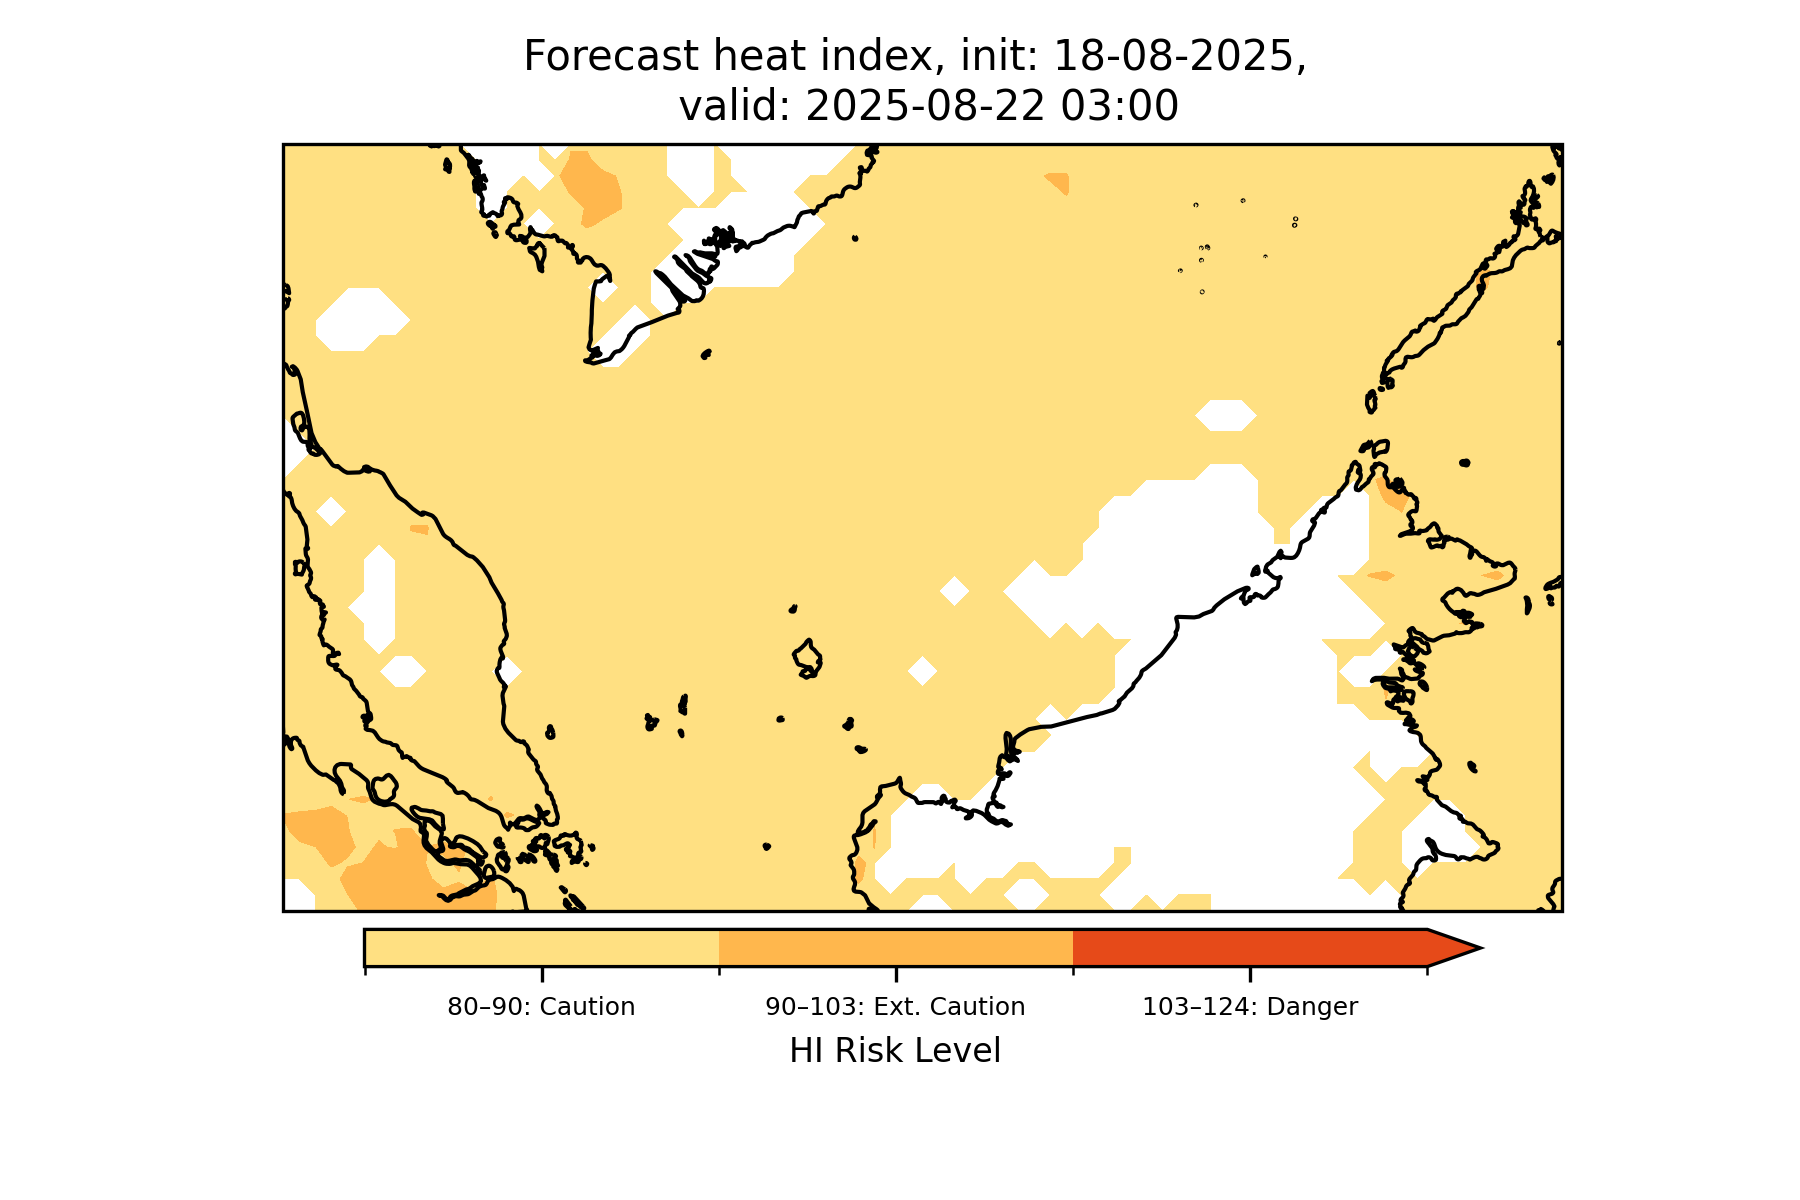 Forecast heat index, init: 18-08-2025,
valid: 2025-08-22 03:00
80–90: Caution
90–103: Ext. Caution
103–124: Danger
HI Risk Level